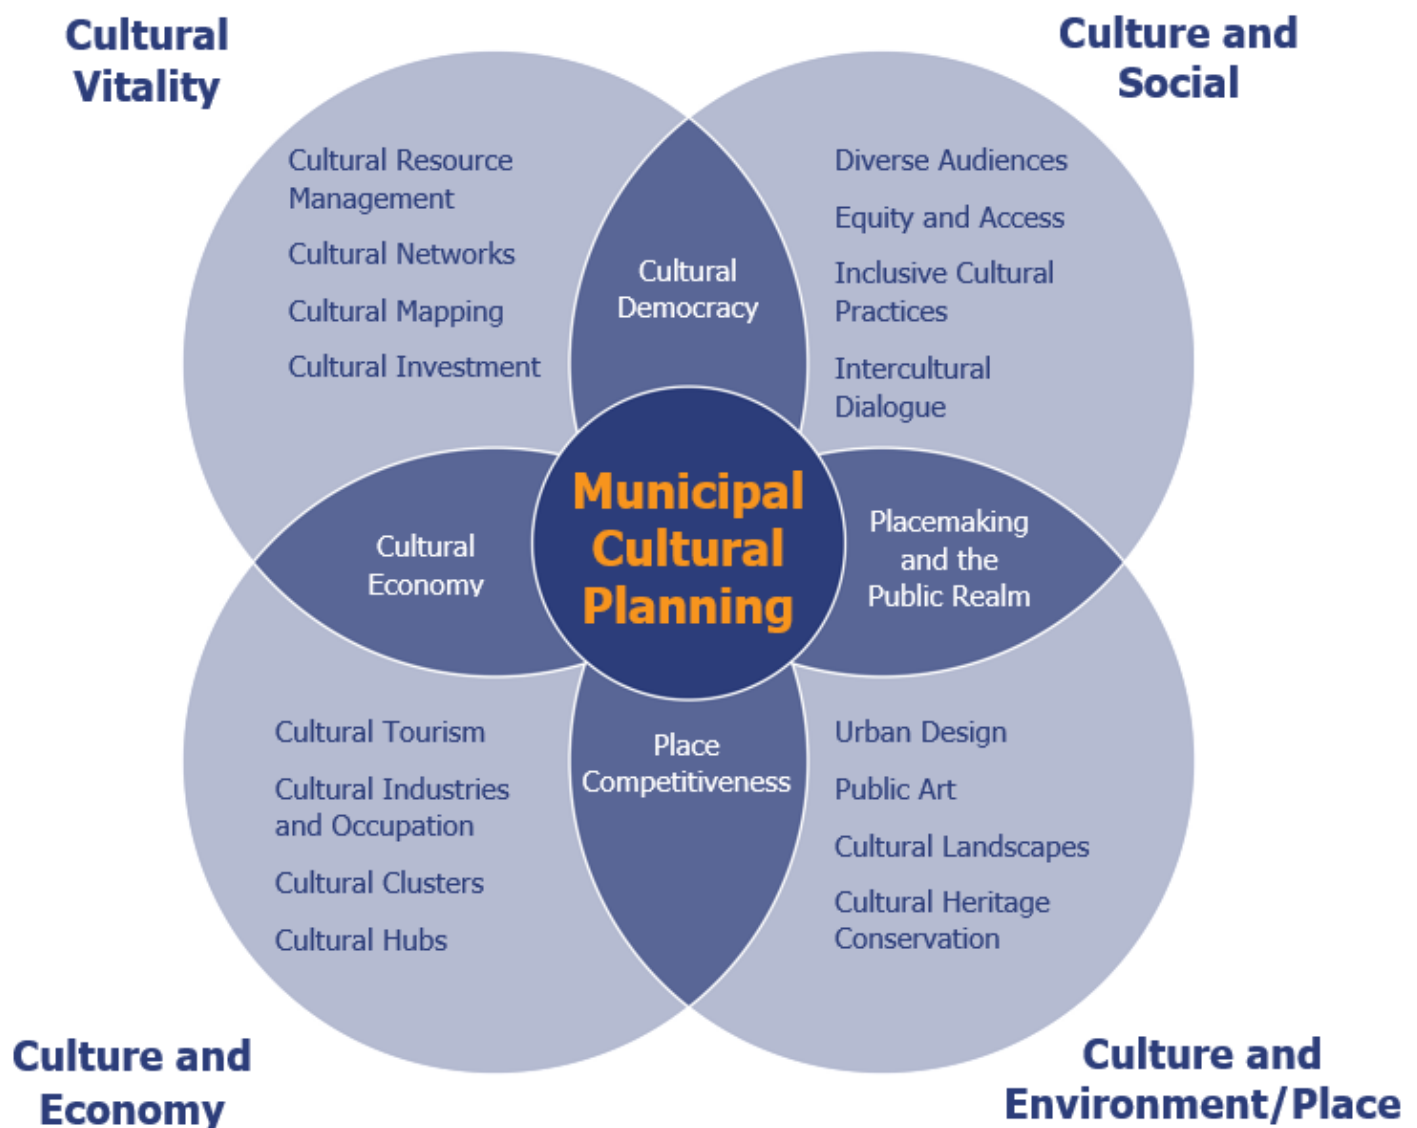 Cultural
Vitality
Culture and
Social
Cultural Resource
Management
Cultural Networks
Cultural Mapping
Cultural Investment
Cultural
Democracy
Diverse Audiences
Equity and Access
Inclusive Cultural
Practices
Intercultural
Dialogue
Cultural
Economy
Municipal
Cultural
Planning
Placemaking
and the
Public Realm
Cultural Tourism
Cultural Industries
and Occupation
Cultural Clusters
Cultural Hubs
Place
Competitiveness
Urban Design
Public Art
Cultural Landscapes
Cultural Heritage
Conservation
Culture and
Economy
Culture and
Environment/Place